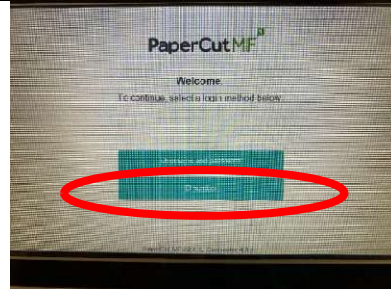 PaperCut MF
Welcome.
To continue, select a login method below.
Username and password
ID number